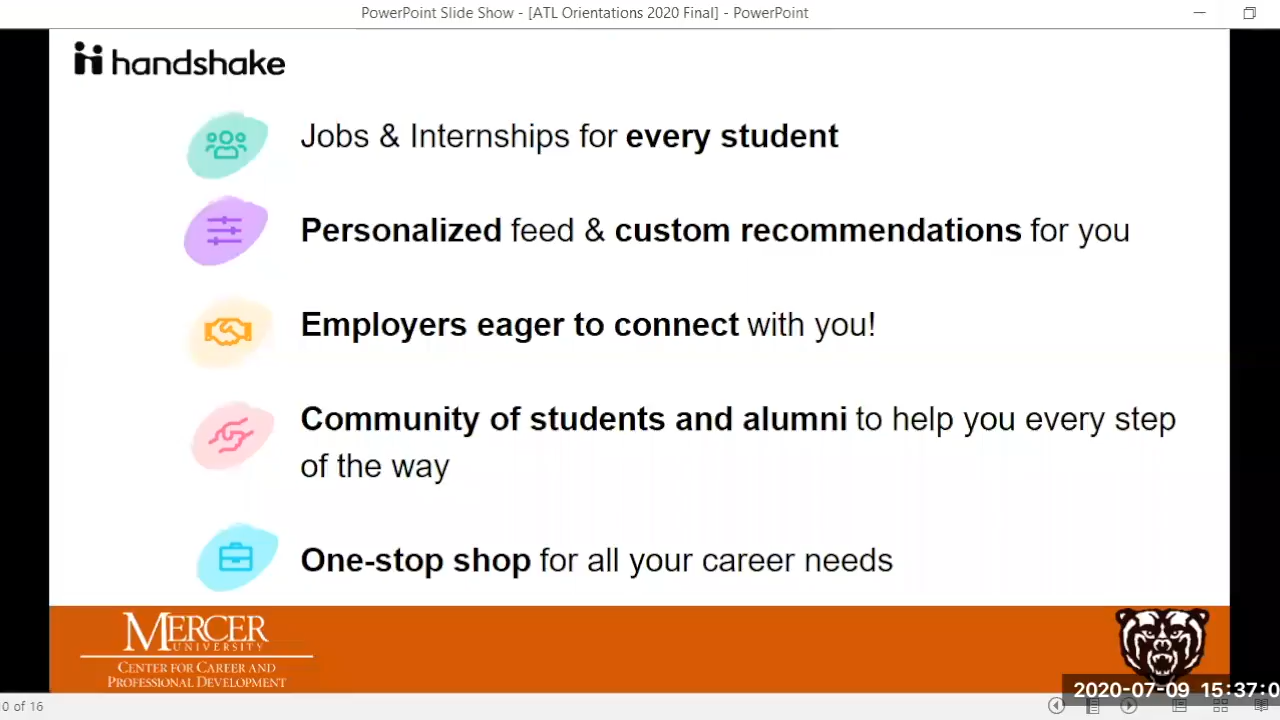 PowerPoint Slide Show - [ATL Orientations 2020 Final] - PowerPoint
handshake
Jobs & Internships for every student
Personalized feed & custom recommendations for you
Employers eager to connect with you!
Community of students and alumni to help you every step
of the way
One-stop shop for all your career needs
MERCER
UNIVERSITY
CENTER FOR CAREER AND
PROFESSIONAL DEVELOPMENT
2020-07-09 15:37:0
0 of 16